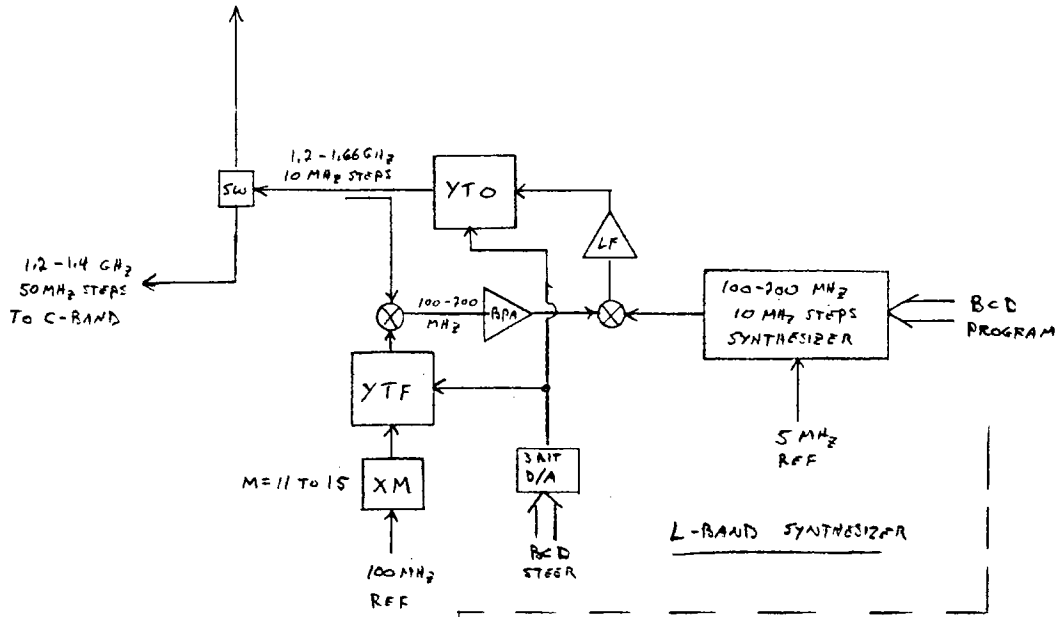 1.2-1.66GHz
10 MHz STEPS
SW
YTO
LF
1.2-1.4 GHz
50 MHz STEPS
TO C-BAND
100-200
MHz
BPA
100-200 MHz
10 MHz STEPS
SYNTHESIZER
BCD
PROGRAM
YTF
5 MHz
REF
M=11 TO 15
XM
3 BIT
D/A
L-BAND SYNTHESIZER
BCD
STEER
100 MHz
REF